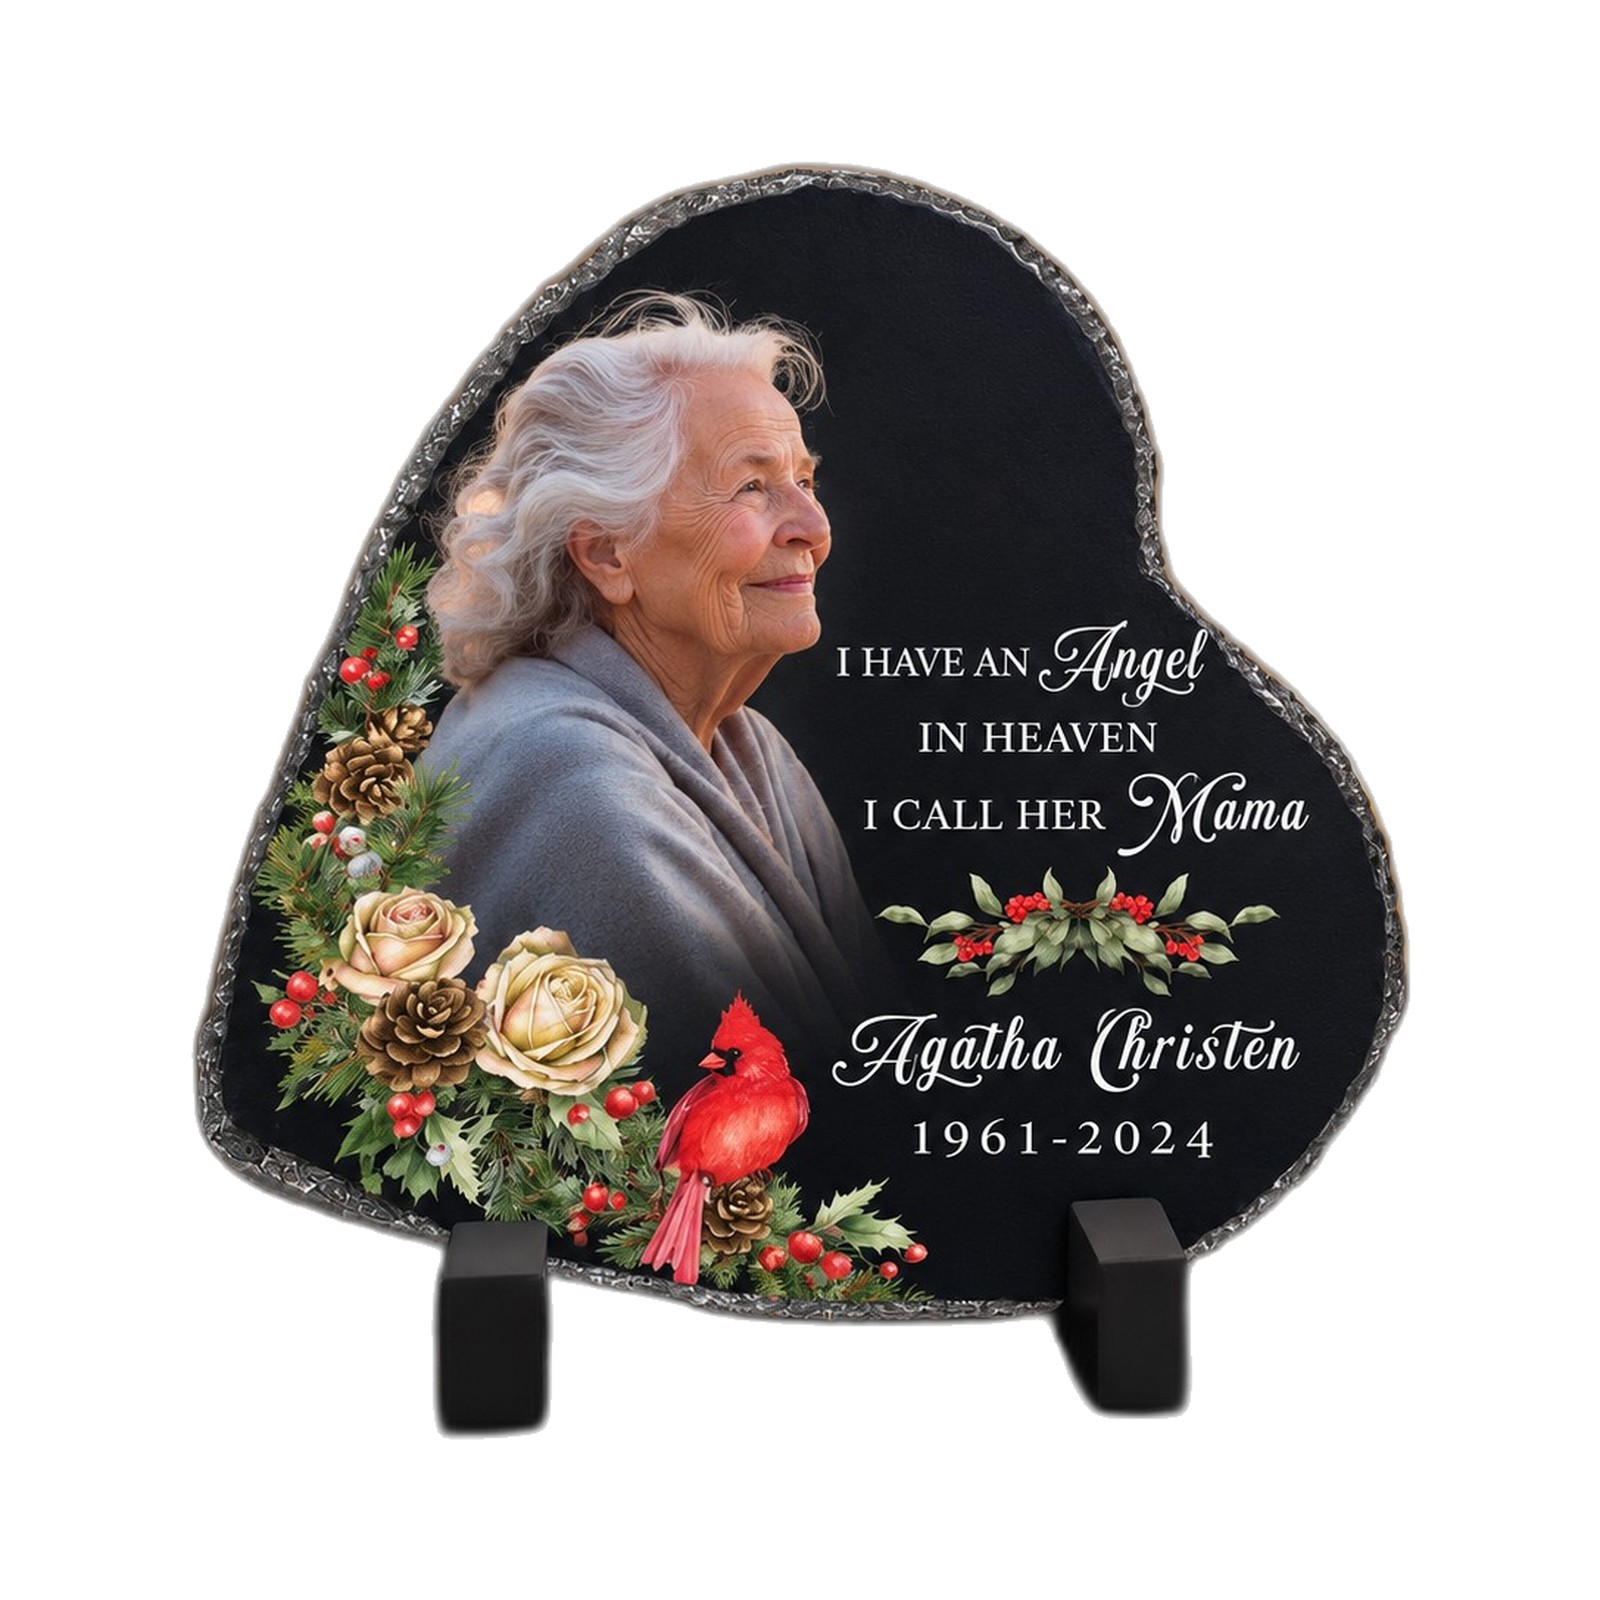 I HAVE AN Angel
IN HEAVEN
I CALL HER Mama
Agatha Christen
1961-2024